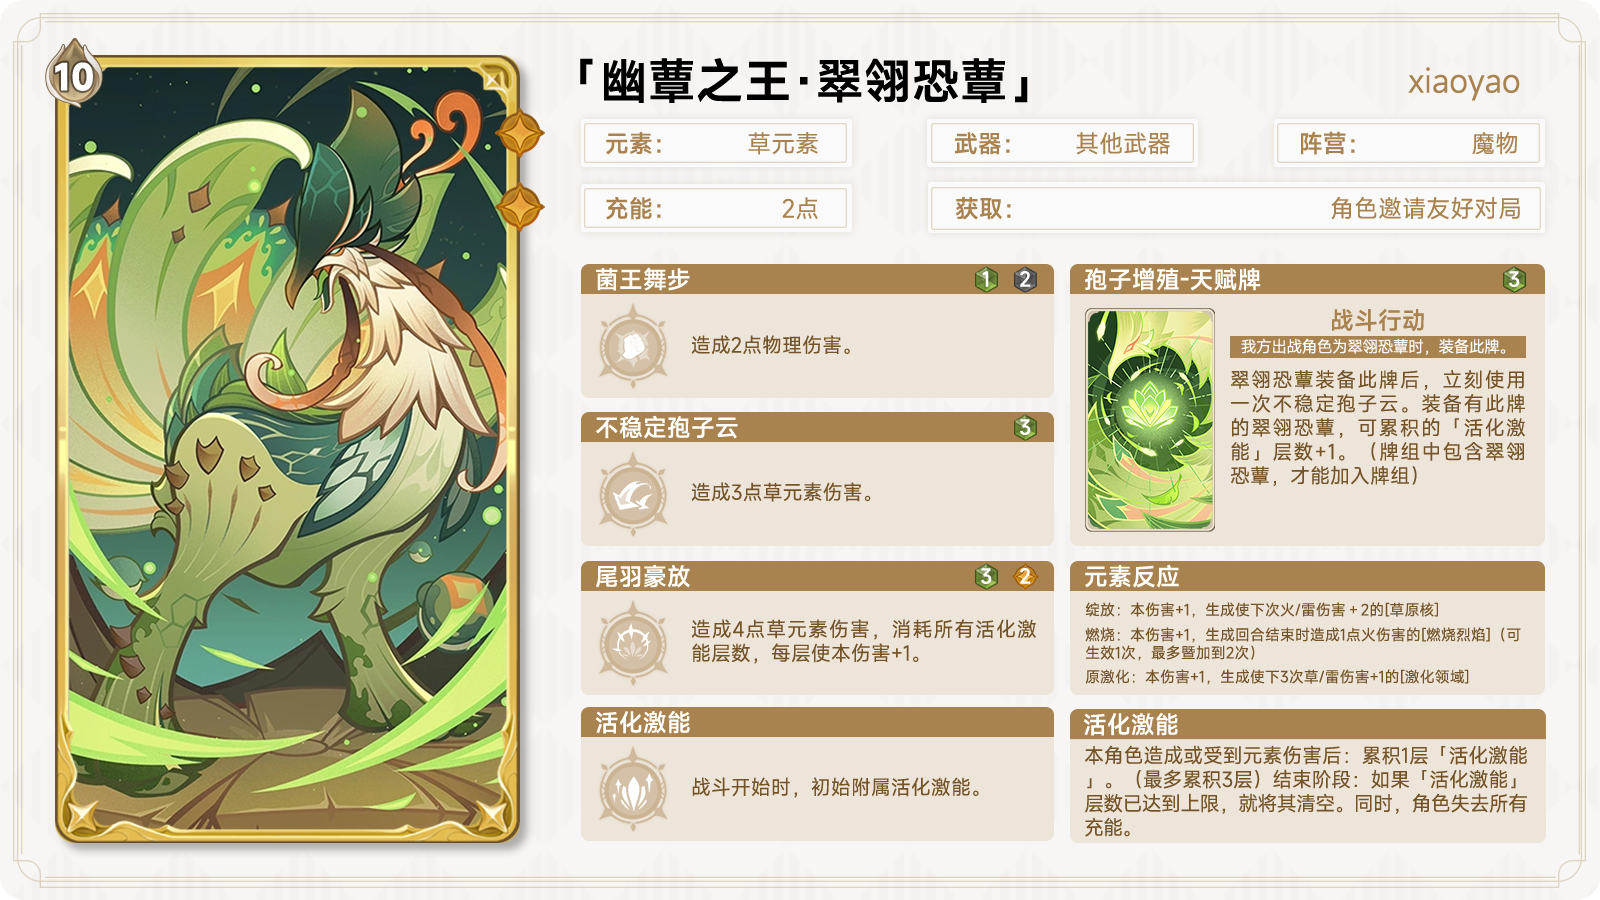 10
「幽蕈之王·翠翎恐蕈」
xiaoyao
元素： 草元素
武器： 其他武器
阵营： 魔物
充能： 2点
获取： 角色邀请友好对局
菌王舞步 1 2
造成2点物理伤害。
不稳定孢子云 3
造成3点草元素伤害。
尾羽豪放 3 2
造成4点草元素伤害，消耗所有活化激
能层数，每层使本伤害+1。
活化激能
战斗开始时，初始附属活化激能。
孢子增殖-天赋牌 3
战斗行动
我方出战角色为翠翎恐蕈时，装备此牌。
翠翎恐蕈装备此牌后，立刻使用
一次不稳定孢子云。装备有此牌
的翠翎恐蕈，可累积的「活化激
能」层数+1。（牌组中包含翠翎
恐蕈，才能加入牌组）
元素反应
绽放：本伤害+1，生成使下次火/雷伤害＋2的[草原核]
燃烧：本伤害+1，生成回合结束时造成1点火伤害的[燃烧烈焰]（可
生效1次，最多暨加到2次）
原激化：本伤害+1，生成使下3次草/雷伤害+1的[激化领域]
活化激能
本角色造成或受到元素伤害后：累积1层「活化激能
」。（最多累积3层）结束阶段：如果「活化激能」
层数已达到上限，就将其清空。同时，角色失去所有
充能。